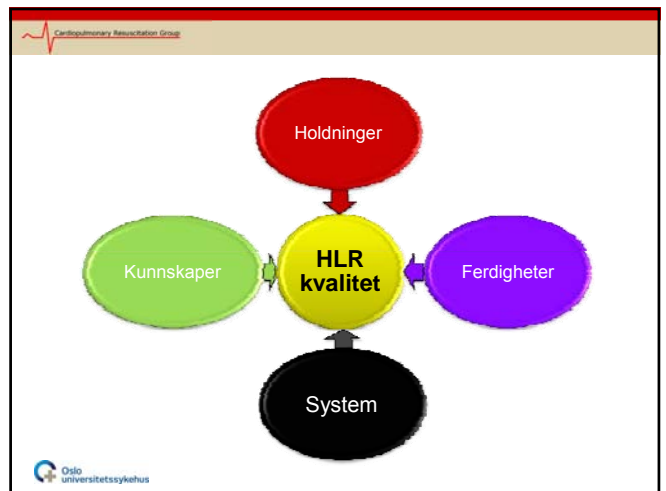 Cardiopulmonary Resuscitation Group
Holdninger
Kunnskaper
HLR
kvalitet
Ferdigheter
System
Oslo
universitetssykehus